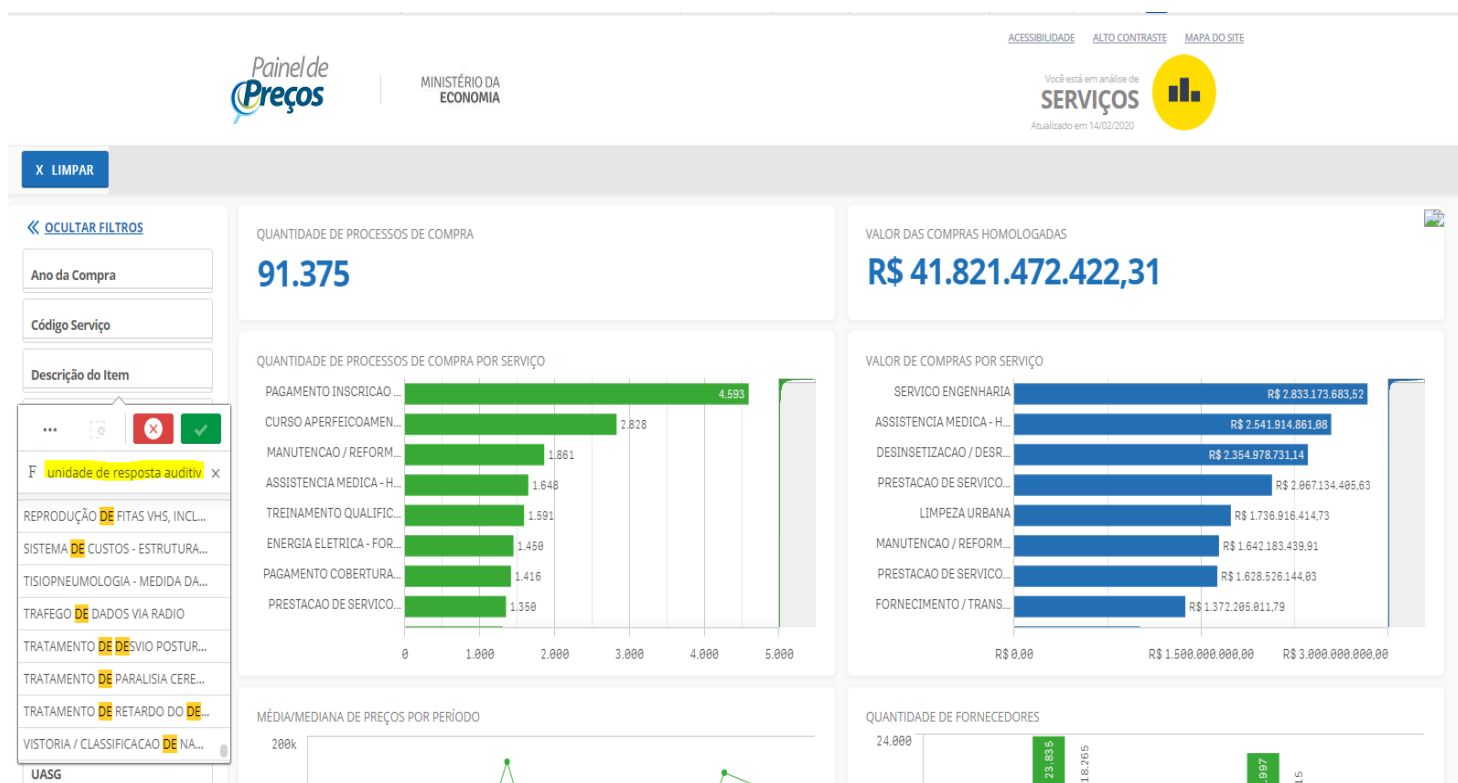 ACESSIBILIDADE ALTO CONTRASTE MAPA DO SITE
Painel de
Preços
MINISTÉRIO DA
ECONOMIA
Você está em análise de
SERVIÇOS
Atualizado em 14/02/2020
X LIMPAR
OCULTAR FILTROS
Ano da Compra
Código Serviço
Descrição do Item
...
unidade de resposta auditiv ×
REPRODUÇÃO DE FITAS VHS, INCL...
SISTEMA DE CUSTOS - ESTRUTURA...
TISIOPNEUMOLOGIA - MEDIDA DA...
TRAFEGO DE DADOS VIA RADIO
TRATAMENTO DE DESVIO POSTUR...
TRATAMENTO DE PARALISIA CERE...
TRATAMENTO DE RETARDO DO DE...
VISTORIA / CLASSIFICACAO DE NA...
UASG
QUANTIDADE DE PROCESSOS DE COMPRA
91.375
VALOR DAS COMPRAS HOMOLOGADAS
R$ 41.821.472.422,31
QUANTIDADE DE PROCESSOS DE COMPRA POR SERVIÇO
PAGAMENTO INSCRICAO ... 4.593
CURSO APERFEICOAMEN... 2.828
MANUTENCAO / REFORM... 1.861
ASSISTENCIA MEDICA - H... 1.648
TREINAMENTO QUALIFIC... 1.591
ENERGIA ELETRICA - FOR... 1.450
PAGAMENTO COBERTURA... 1.416
PRESTACAO DE SERVICO... 1.350
0 1.000 2.000 3.000 4.000 5.000
VALOR DE COMPRAS POR SERVIÇO
SERVICO ENGENHARIA R$ 2.833.173.683,52
ASSISTENCIA MEDICA - H... R$ 2.541.914.861,08
DESINSETIZACAO / DESR... R$ 2.354.978.731,14
PRESTACAO DE SERVICO... R$ 2.067.134.405,63
LIMPEZA URBANA R$ 1.736.916.414,73
MANUTENCAO / REFORM... R$ 1.642.183.439,91
PRESTACAO DE SERVICO... R$ 1.628.526.144,03
FORNECIMENTO / TRANS... R$ 1.372.205.011,79
R$ 0,00 R$ 1.500.000.000,00 R$ 3.000.000.000,00
MÉDIA/MEDIANA DE PREÇOS POR PERÍODO
200k
QUANTIDADE DE FORNECEDORES
24.000
23.835
18.265